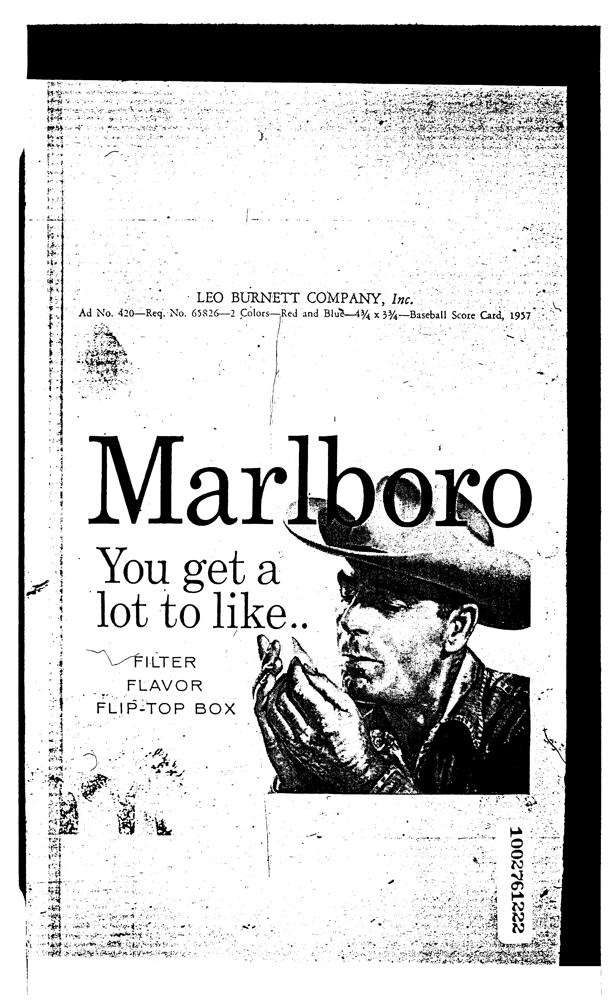 LEO BURNETT COMPANY, Inc.
Ad No. 420—Req. No. 65826—2 Colors—Red and Blue—4¾ x 3¾—Baseball Score Card, 1957
Marlboro
You get a
lot to like..
FILTER
FLAVOR
FLIP-TOP BOX
1002761222